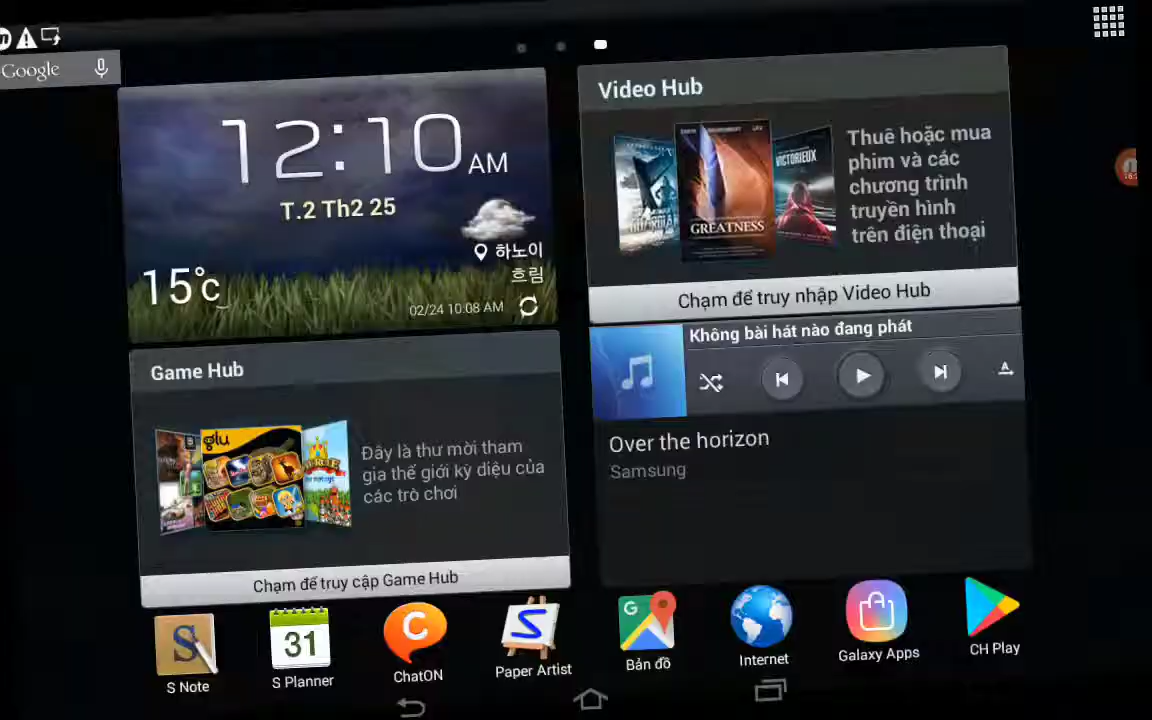 Google
12:10 AM
T.2 Th2 25
하노이
흐림
15°c
02/24 10:08 AM
Video Hub
GREATNESS
VICTORIEUX
Thuê hoặc mua
phim và các
chương trình
truyền hình
trên điện thoại
Chạm để truy nhập Video Hub
Không bài hát nào đang phát
A
Over the horizon
Samsung
Game Hub
glu
Đây là thư mời tham
gia thế giới kỳ diệu của
các trò chơi
Chạm để truy cập Game Hub
S
31
C
S
G
S Note
S Planner
ChatON
Paper Artist
Bản đồ
Internet
Galaxy Apps
CH Play